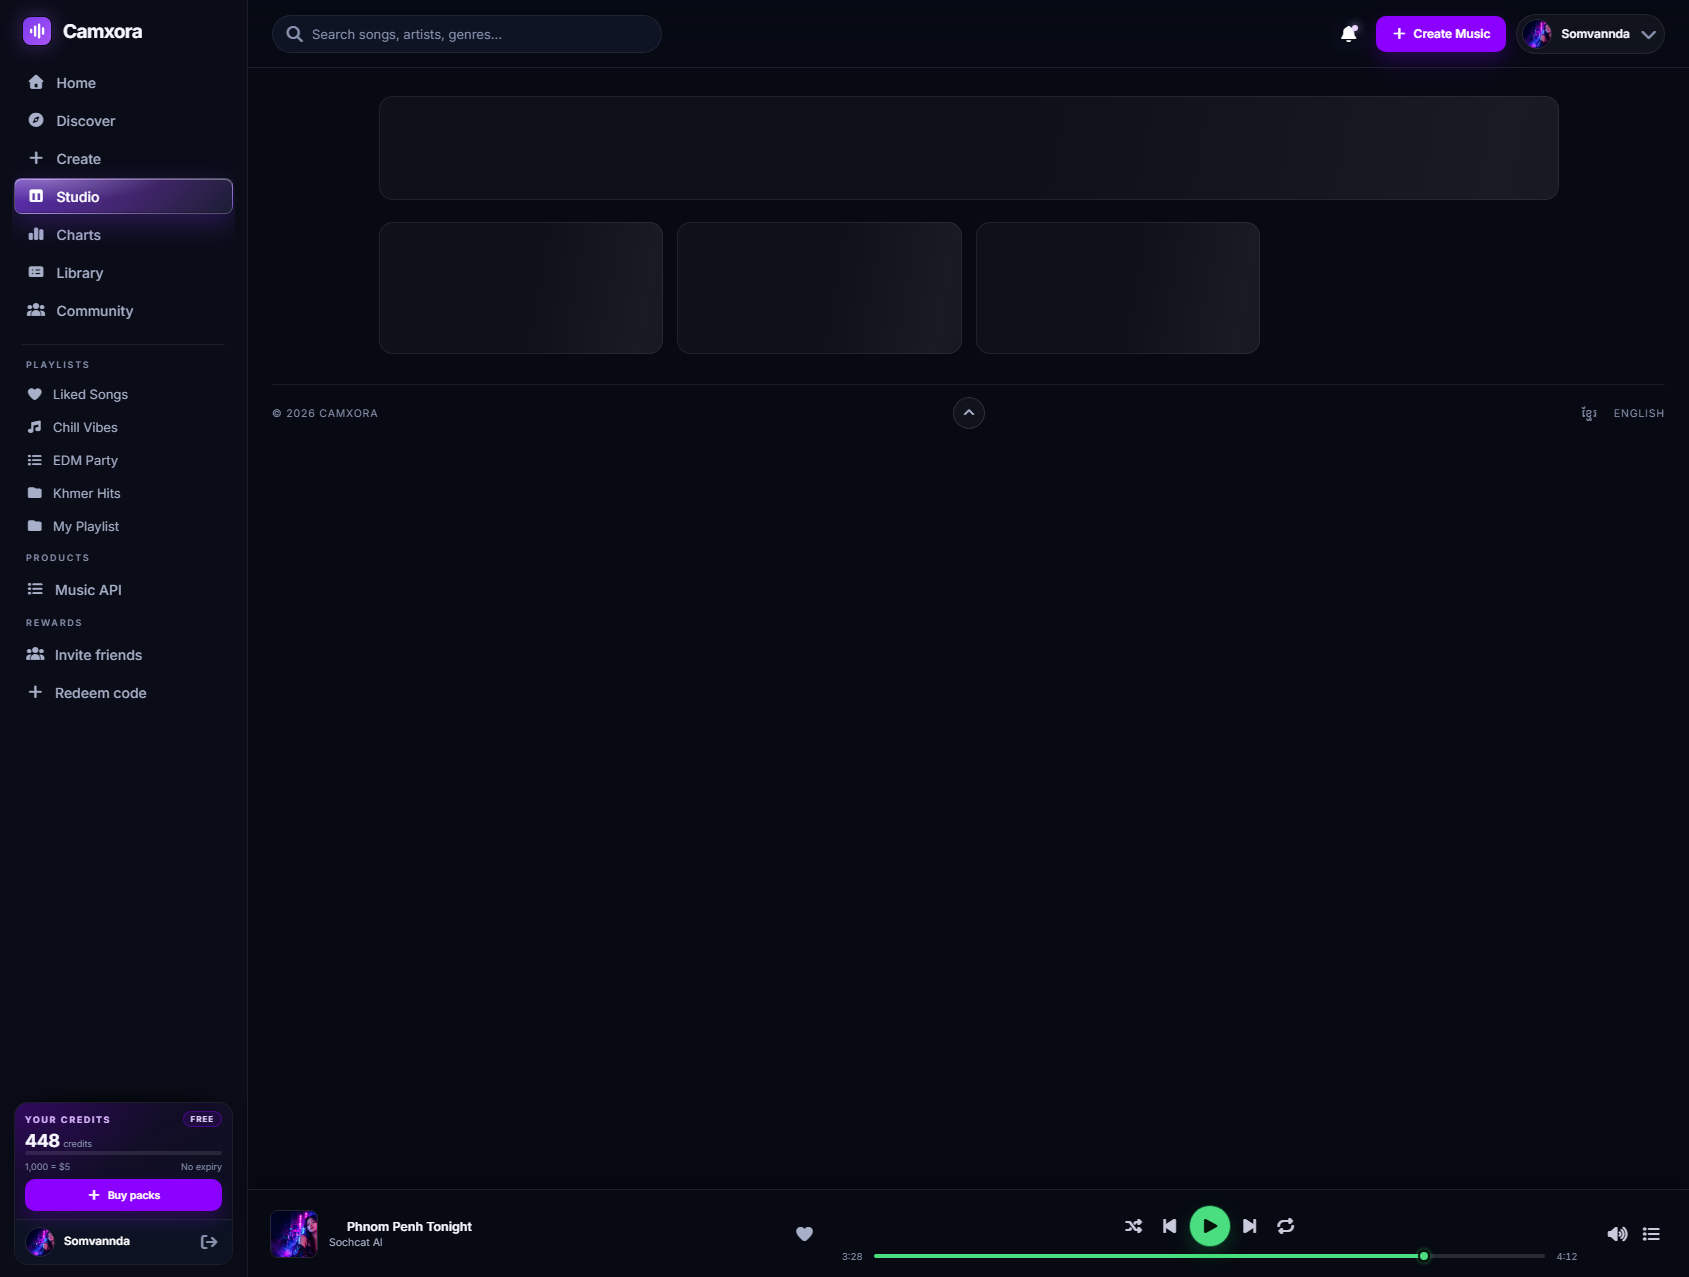 Camxora
Search songs, artists, genres...
Create Music
Somvannda
Home
Discover
Create
Studio
Charts
Library
Community
PLAYLISTS
Liked Songs
Chill Vibes
EDM Party
Khmer Hits
My Playlist
PRODUCTS
Music API
REWARDS
Invite friends
Redeem code
© 2026 CAMXORA
ខ្មែរ ENGLISH
YOUR CREDITS FREE
448 credits
1,000 = $5 No expiry
Buy packs
Somvannda
Phnom Penh Tonight
Sochcat AI
3:28 4:12